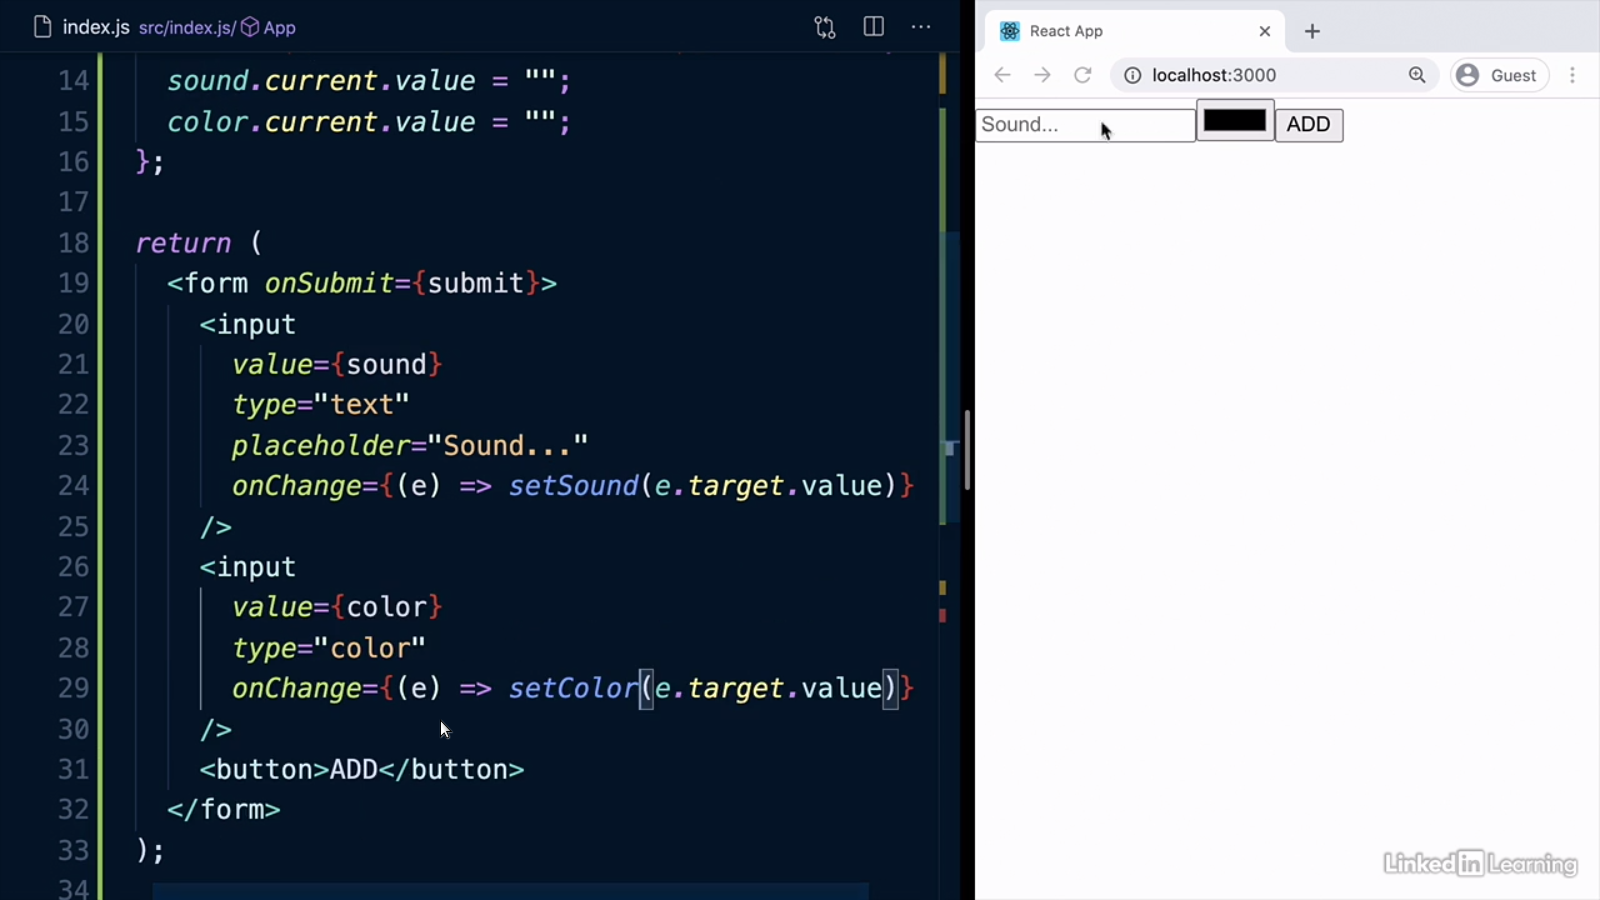 index.js src/index.js/ App
14 sound.current.value = "";
15 color.current.value = "";
16 };
17
18 return (
19 <form onSubmit={submit}>
20 <input
21 value={sound}
22 type="text"
23 placeholder="Sound..."
24 onChange={(e) => setSound(e.target.value)}
25 />
26 <input
27 value={color}
28 type="color"
29 onChange={(e) => setColor(e.target.value)}
30 />
31 <button>ADD</button>
32 </form>
33 );
34
React App
localhost:3000
Guest
Sound...
ADD
LinkedIn Learning